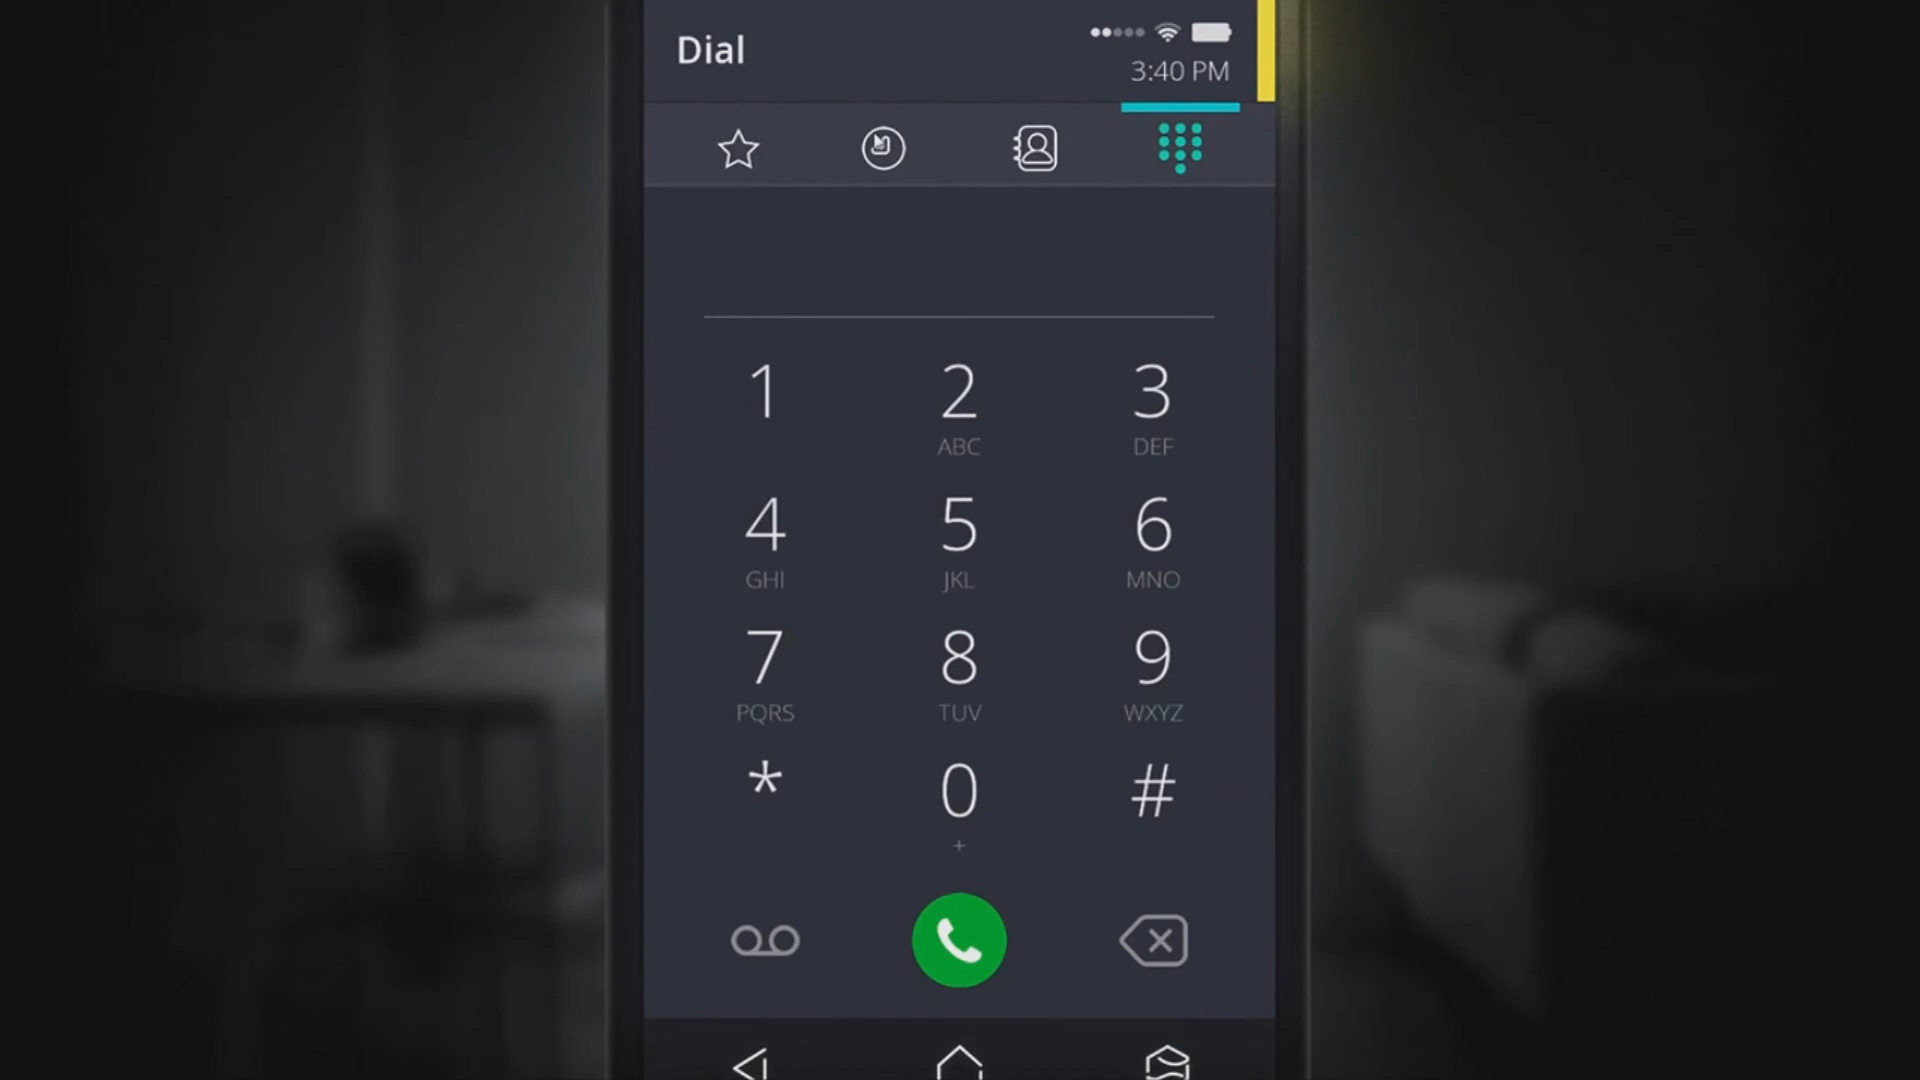 Dial
3:40 PM
1 2 3
ABC DEF
4 5 6
GHI JKL MNO
7 8 9
PQRS TUV WXYZ
* 0 #
+